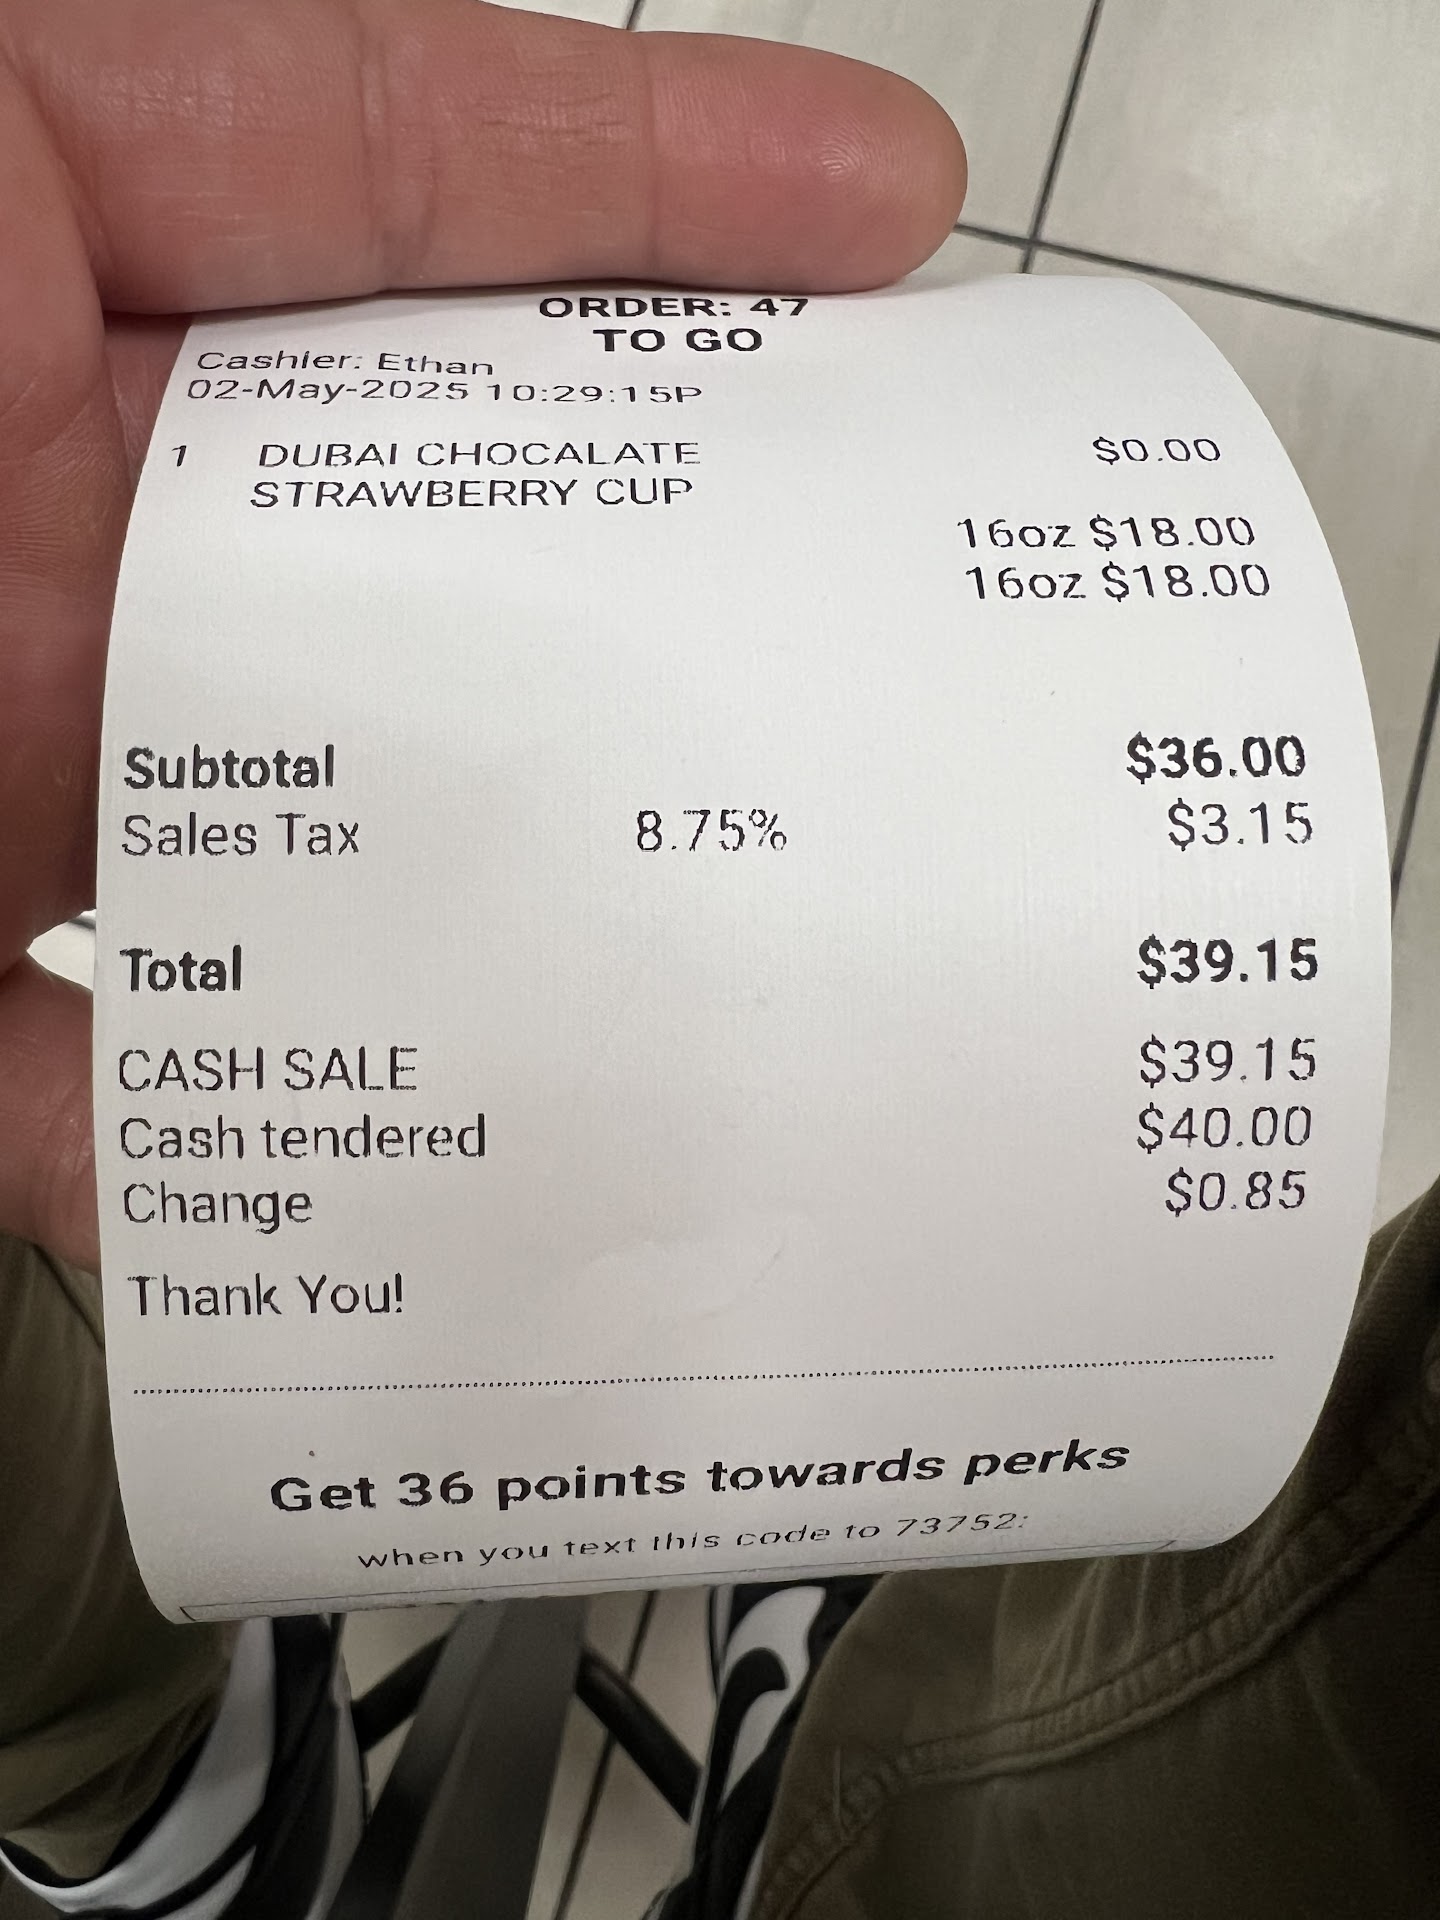 ORDER: 47
TO GO
Cashier: Ethan
02-May-2025 10:29:15P
1 DUBAI CHOCALATE $0.00
STRAWBERRY CUP
16oz $18.00
16oz $18.00
Subtotal $36.00
Sales Tax 8.75% $3.15
Total $39.15
CASH SALE $39.15
Cash tendered $40.00
Change $0.85
Thank You!
Get 36 points towards perks
when you text this code to 73752: